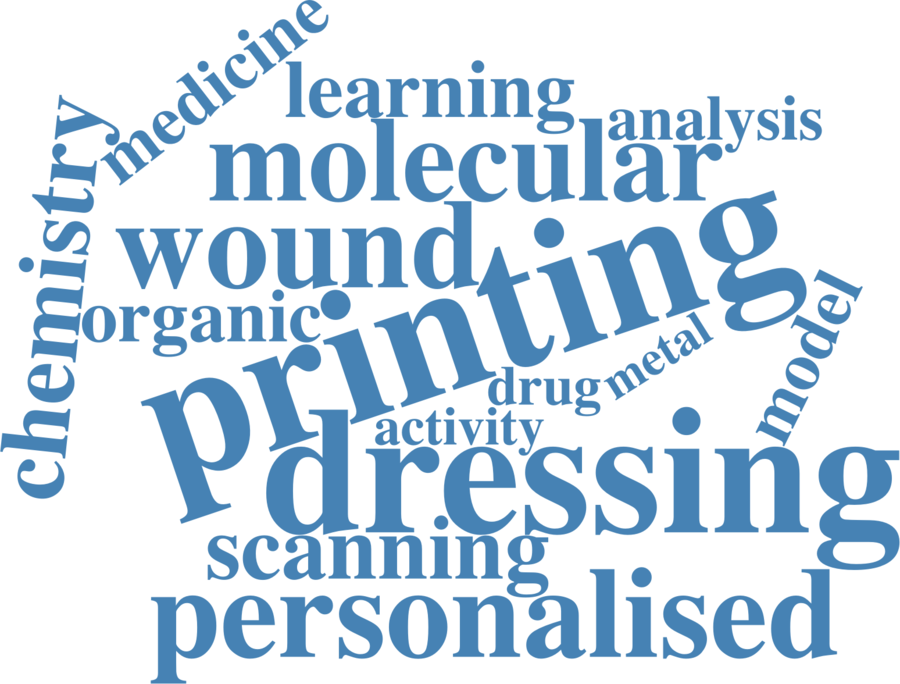 medicine
learning
analysis
chemistry
molecular
wound
printing
organic
model
metal
drug
activity
dressing
scanning
personalised